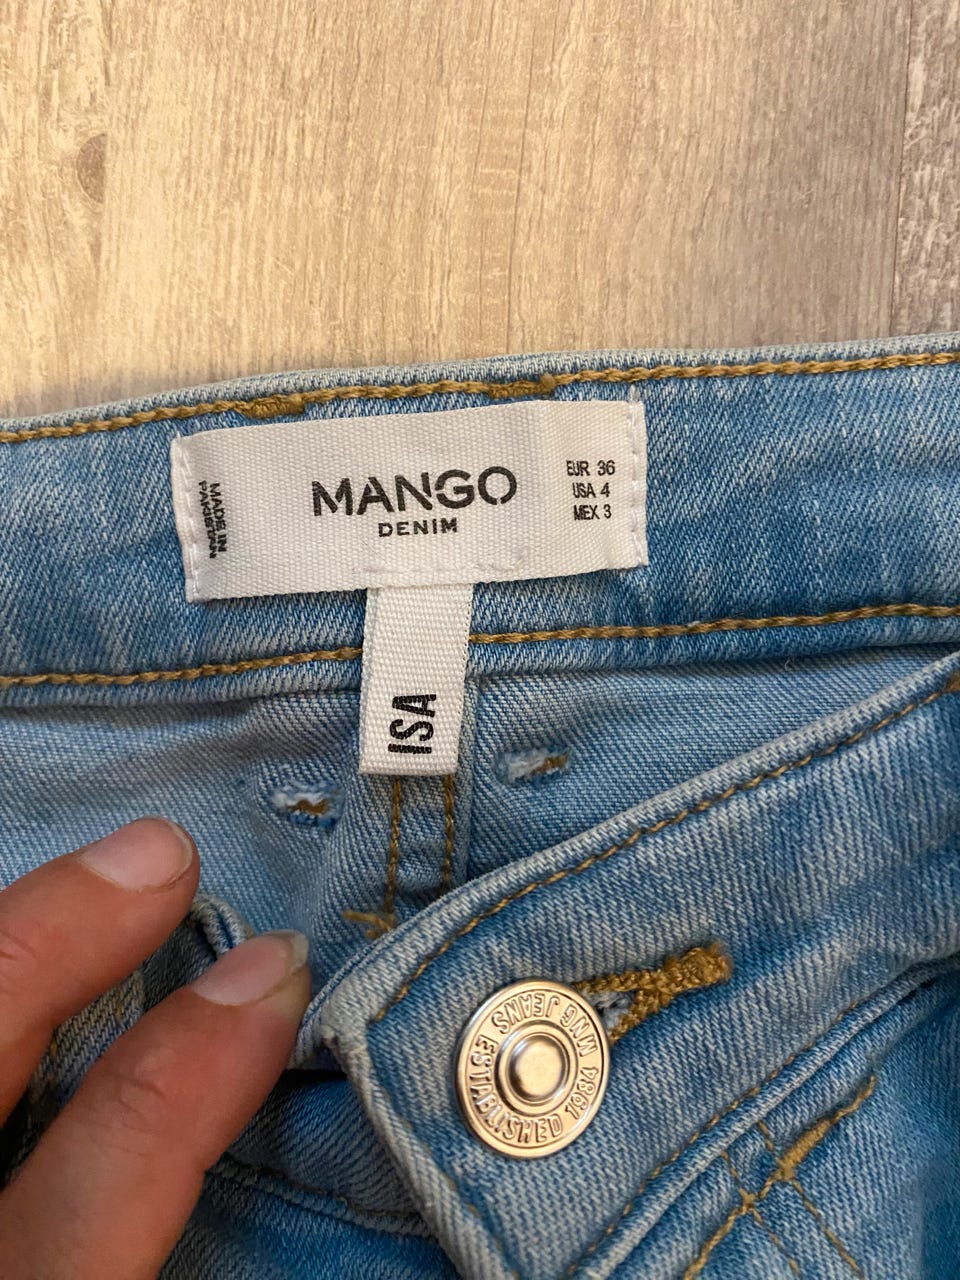 MANGO
DENIM
EUR 36
USA 4
MEX 3
MADE IN
PAKISTAN
ISA
MNG JEANS ESTABLISHED 1984